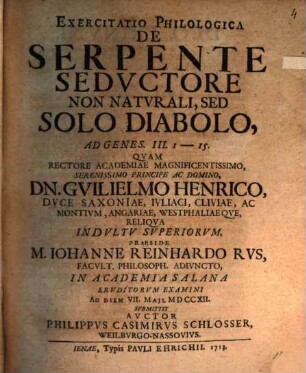 EXERCITATIO PHILOLOGICA
DE
SERPENTE
SEDVCTORE
NON NATVRALI, SED
SOLO DIABOLO,
AD GENES. III. 1—15.
QVAM
RECTORE ACADEMIAE MAGNIFICENTISSIMO,
SERENISSIMO PRINCIPE AC DOMINO,
DN. GVILIELMO HENRICO,
DVCE SAXONIAE, IVLIACI, CLIVIAE, AC
MONTIVM, ANGARIAE, WESTPHALIAEQVE,
RELIQVA
INDVLTV SVPERIORVM,
PRAESIDE
M. IOHANNE REINHARDO RVS,
FACVLT. PHILOSOPH. ADIVNCTO,
IN ACADEMIA SALANA
ERVDITORVM EXAMINI
AD DIEM VII. MAJI. MDCCXII.
SVBMITTIT
AVCTOR
PHILIPPVS CASIMIRVS SCHLOSSER,
WEILBVRGO-NASSOVIVS.
IENAE, Typis PAVLI EHRICHII. 1713.